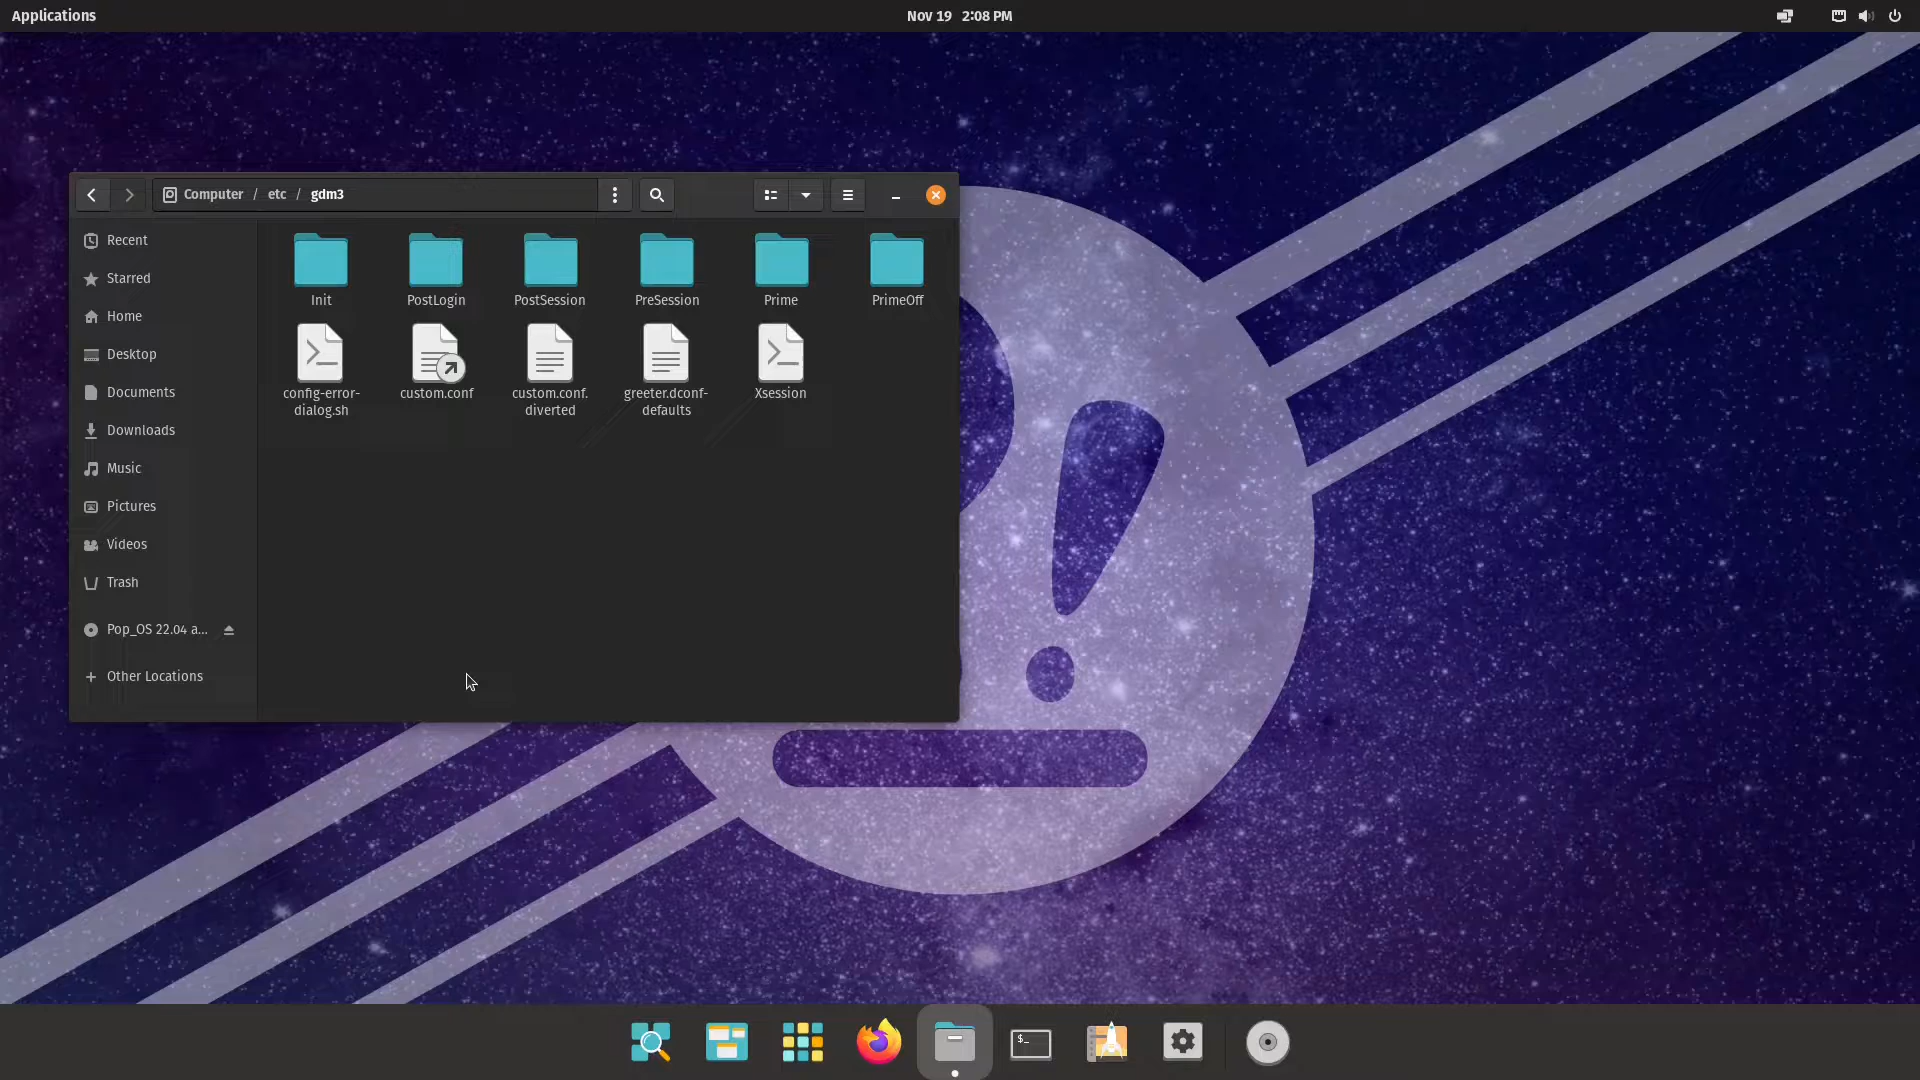 Applications
Nov 19 2:08 PM
Computer / etc / gdm3
Recent
Starred
Home
Desktop
Documents
Downloads
Music
Pictures
Videos
Trash
Pop_OS 22.04 a...
Other Locations
Init
PostLogin
PostSession
PreSession
Prime
PrimeOff
config-error-
dialog.sh
custom.conf
custom.conf.
diverted
greeter.dconf-
defaults
Xsession
$_